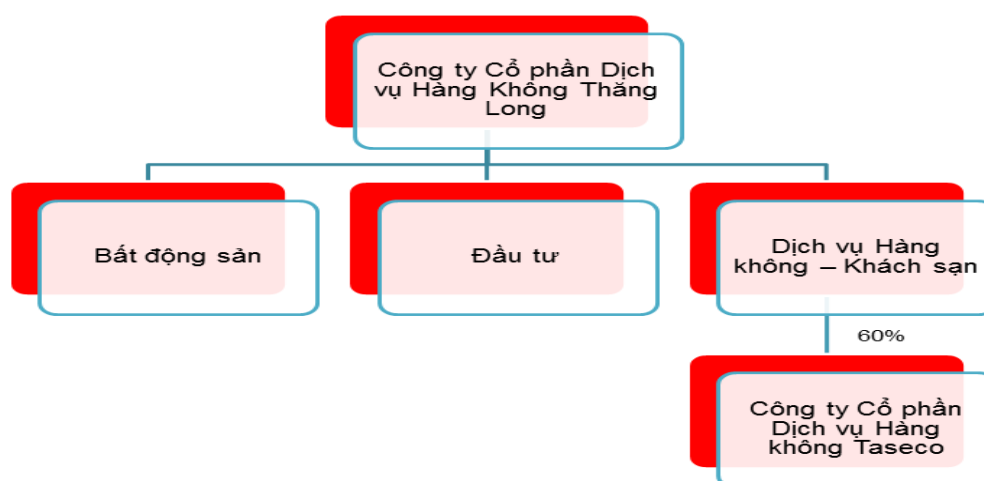 Công ty Cổ phần Dịch
vụ Hàng Không Thăng
Long
Bất động sản
Đầu tư
Dịch vụ Hàng
không – Khách sạn
60%
Công ty Cổ phần
Dịch vụ Hàng
không Taseco